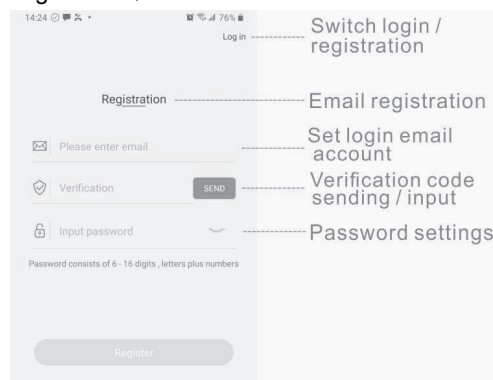 14:24
76%
Log in
Switch login /
registration
Registration
Email registration
Please enter email
Set login email
account
Verification
SEND
Verification code
sending / input
Input password
Password settings
Password consists of 6 - 16 digits , letters plus numbers
Register